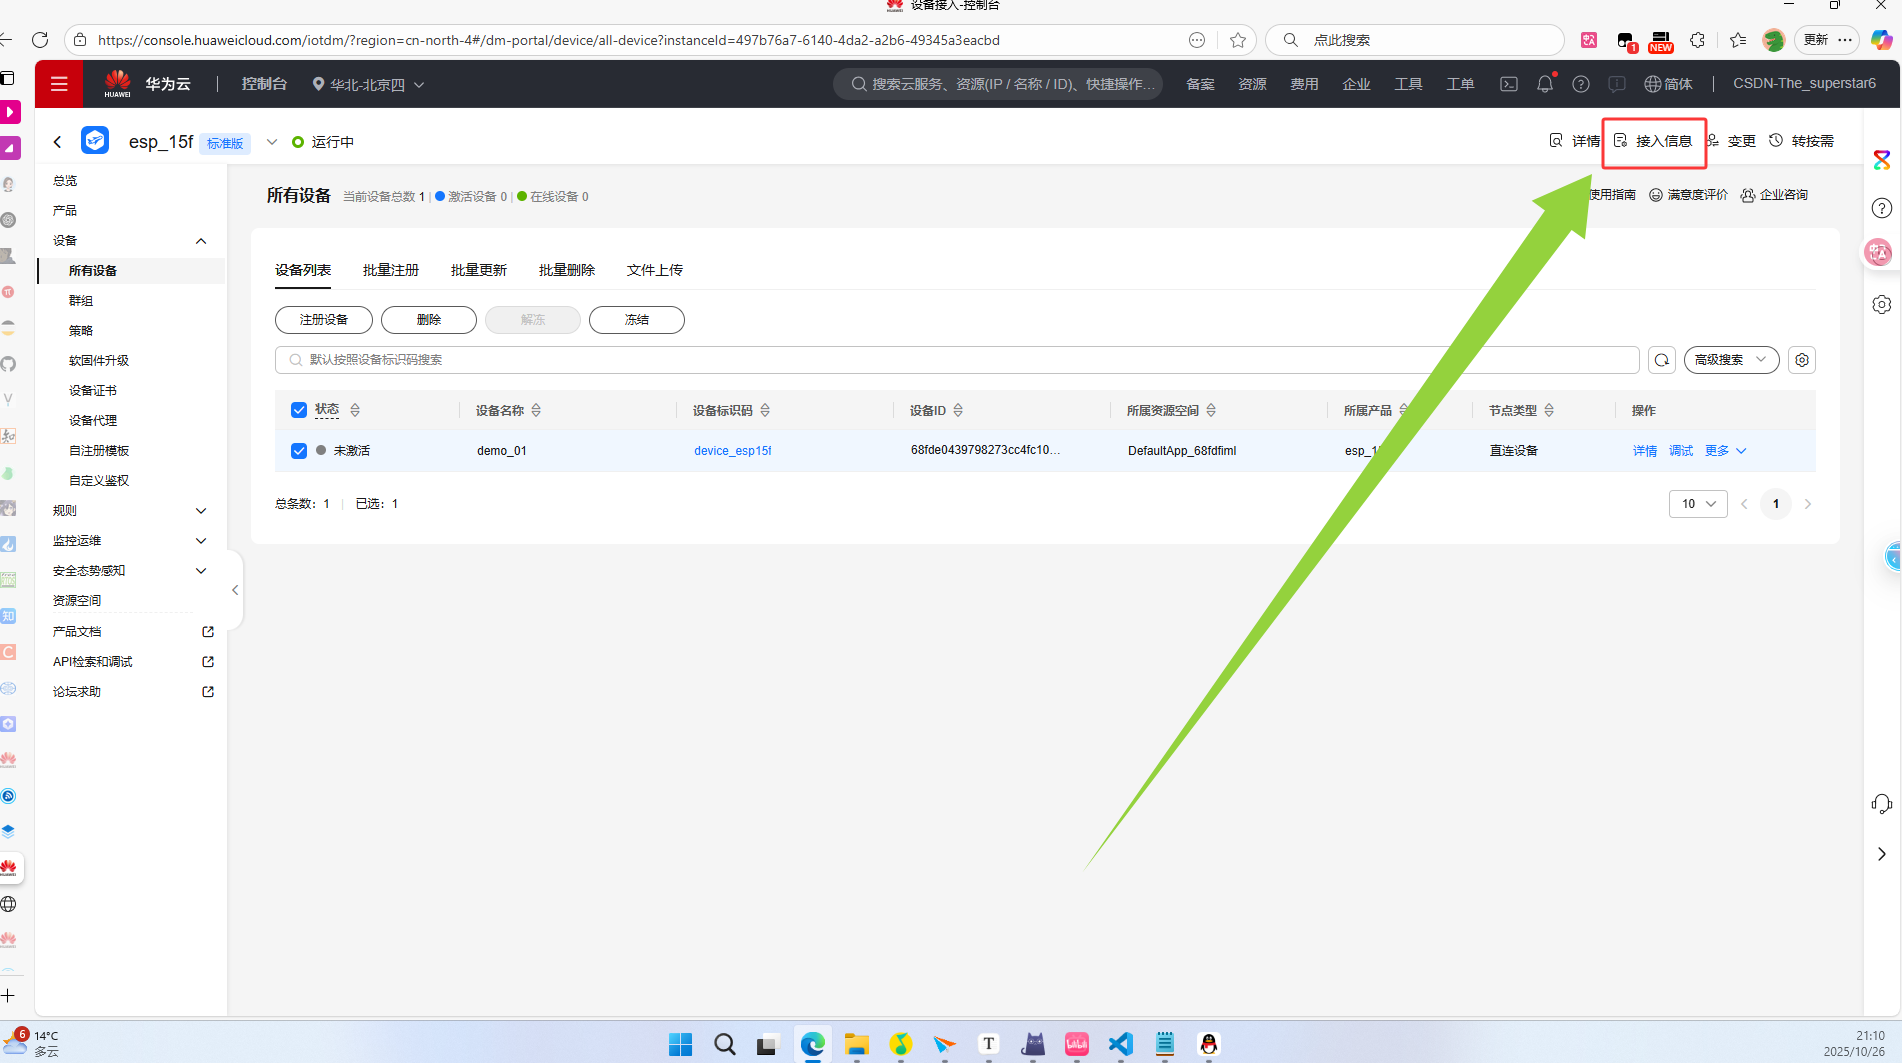 设备接入-控制台
https://console.huaweicloud.com/iotdm/?region=cn-north-4#/dm-portal/device/all-device?instanceId=497b76a7-6140-4da2-a2b6-49345a3eacbd
点此搜索
1
NEW
更新
HUAWEI
华为云
控制台
华北-北京四
搜索云服务、资源(IP / 名称 / ID)、快捷操作...
备案
资源
费用
企业
工具
工单
简体
CSDN-The_superstar6
esp_15f
标准版
运行中
详情
接入信息
变更
转按需
总览
产品
设备
所有设备
群组
策略
软固件升级
设备证书
设备代理
自注册模板
自定义鉴权
规则
监控运维
安全态势感知
资源空间
产品文档
API检索和调试
论坛求助
所有设备
当前设备总数 1 | 激活设备 0 | 在线设备 0
使用指南
满意度评价
企业咨询
设备列表
批量注册
批量更新
批量删除
文件上传
注册设备
删除
解冻
冻结
默认按照设备标识码搜索
高级搜索
状态
设备名称
设备标识码
设备ID
所属资源空间
所属产品
节点类型
操作
未激活
demo_01
device_esp15f
68fde0439798273cc4fc10...
DefaultApp_68fdfiml
esp_1
直连设备
详情
调试
更多
总条数: 1
已选: 1
10
1
6
14°C
多云
21:10
2025/10/26